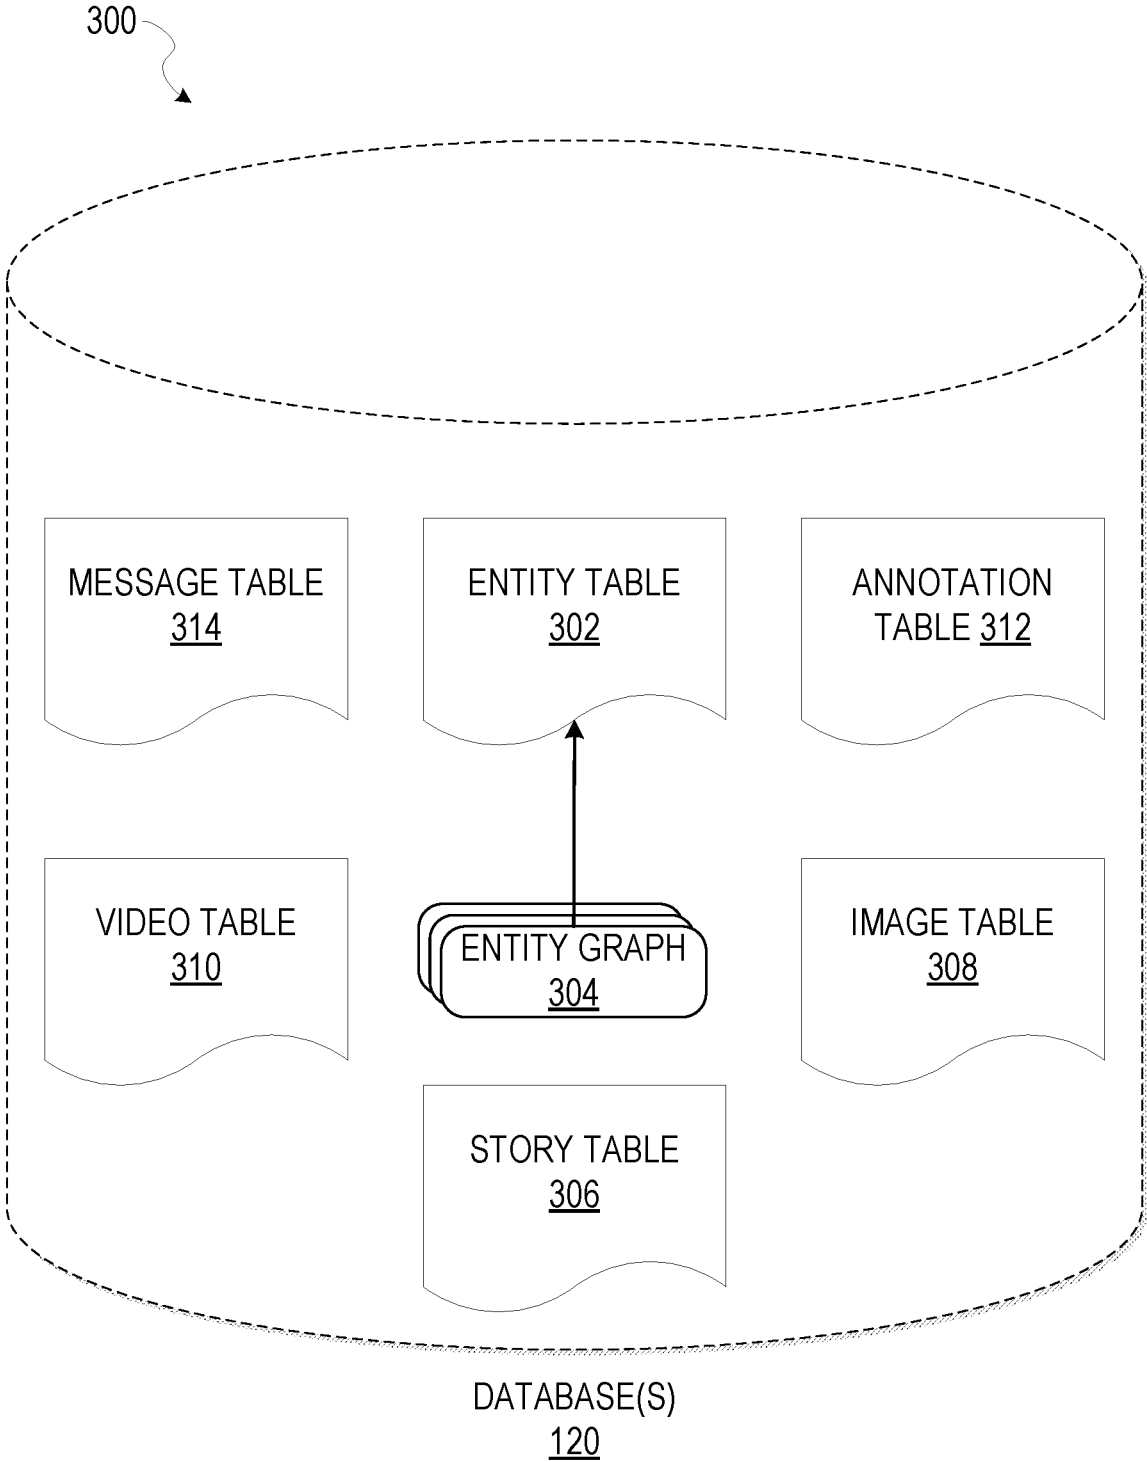 300
MESSAGE TABLE
314
ENTITY TABLE
302
ANNOTATION
TABLE 312
VIDEO TABLE
310
ENTITY GRAPH
304
IMAGE TABLE
308
STORY TABLE
306
DATABASE(S)
120